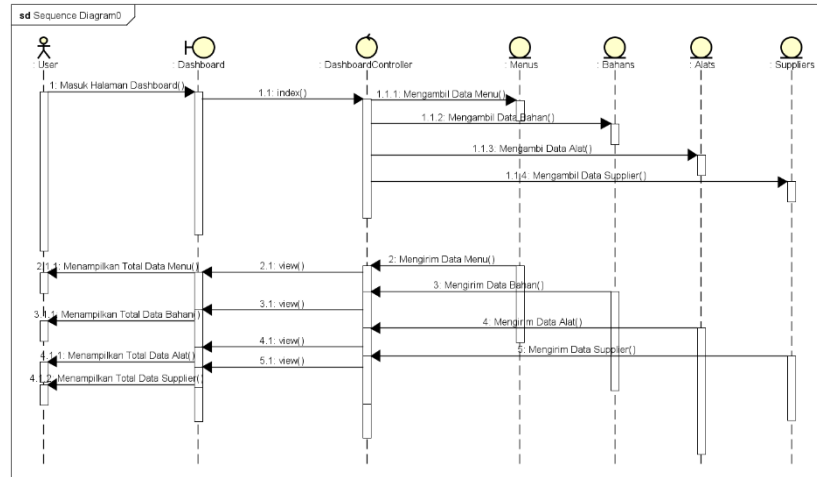 sd Sequence Diagram0
: User
: Dashboard
: DashboardController
: Menus
: Bahans
: Alats
: Suppliers
1: Masuk Halaman Dashboard()
1.1: index()
1.1.1: Mengambil Data Menu()
1.1.2: Mengambil Data Bahan()
1.1.3: Mengambi Data Alat()
1.1.4: Mengambil Data Supplier()
2: Mengirim Data Menu()
2.1: view()
2.1.1: Menampilkan Total Data Menu()
3: Mengirim Data Bahan()
3.1: view()
3.1.1: Menampilkan Total Data Bahan()
4: Mengirim Data Alat()
4.1: view()
5: Mengirim Data Supplier()
4.1.1: Menampilkan Total Data Alat()
5.1: view()
4.1.2: Menampilkan Total Data Supplier()